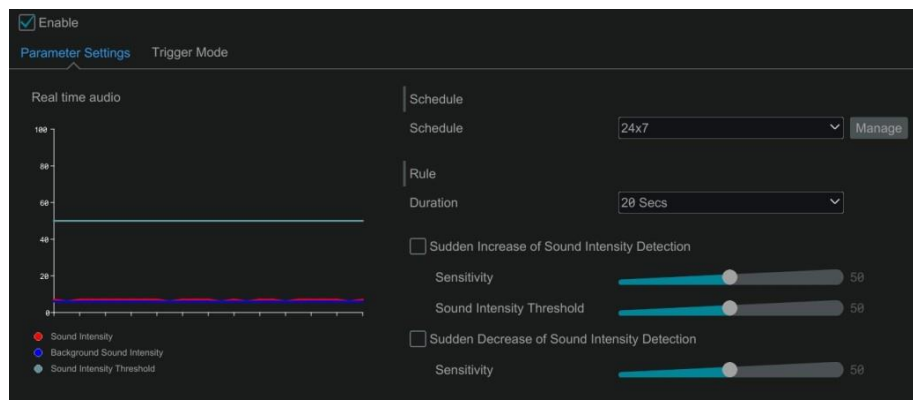 Enable
Parameter Settings Trigger Mode
Real time audio
100
80
60
40
20
0
Sound Intensity
Background Sound Intensity
Sound Intensity Threshold
Schedule
Schedule 24x7 Manage
Rule
Duration 20 Secs
Sudden Increase of Sound Intensity Detection
Sensitivity 50
Sound Intensity Threshold 50
Sudden Decrease of Sound Intensity Detection
Sensitivity 50